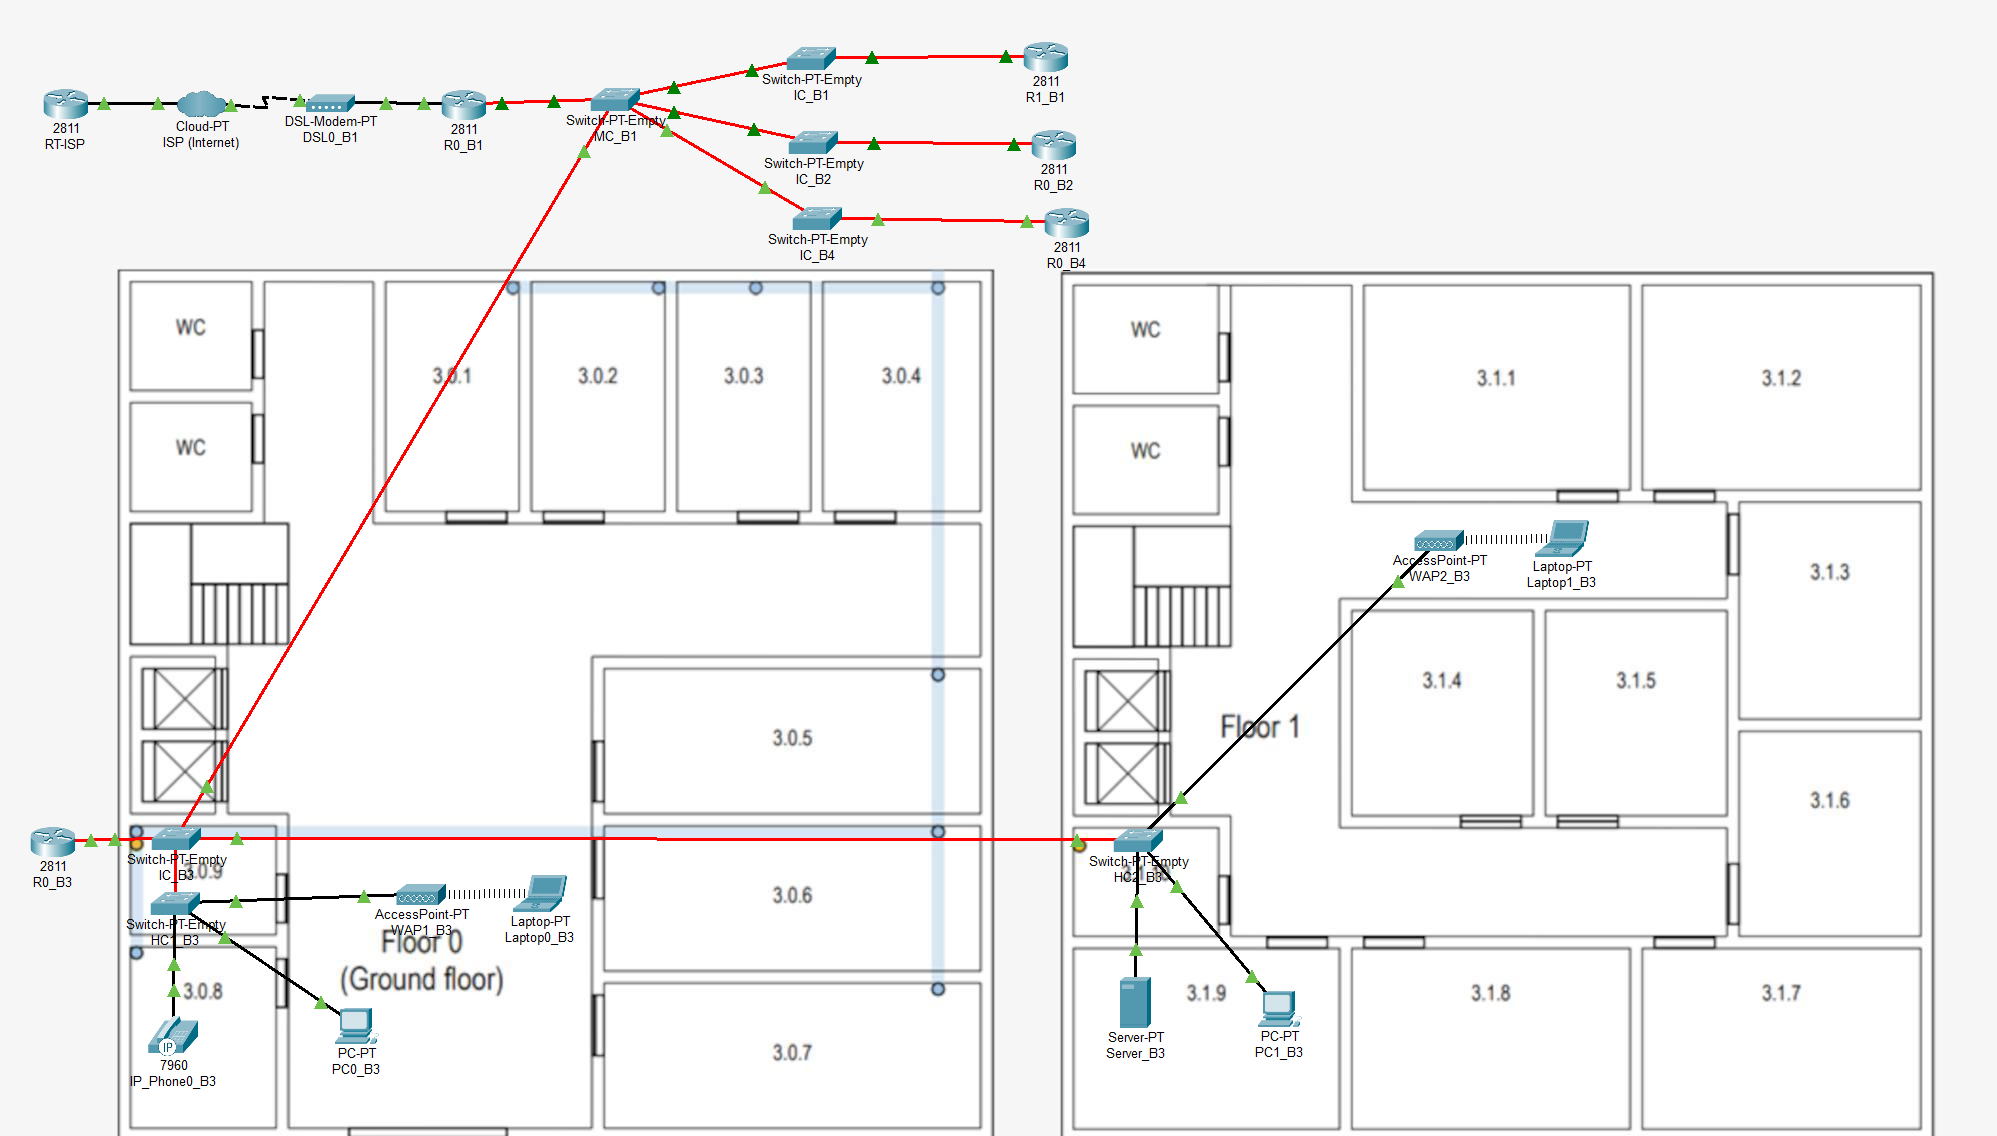 2811
RT-ISP
Cloud-PT
ISP (Internet)
DSL-Modem-PT
DSL0_B1
2811
R0_B1
Switch-PT-Empty
MC_B1
Switch-PT-Empty
IC_B1
2811
R1_B1
Switch-PT-Empty
IC_B2
2811
R0_B2
Switch-PT-Empty
IC_B4
2811
R0_B4
WC
WC
3.0.1
3.0.2
3.0.3
3.0.4
3.0.5
3.0.6
3.0.7
2811
R0_B3
Switch-PT-Empty
IC_B3
3.0.9
Switch-PT-Empty
HC1_B3
AccessPoint-PT
WAP1_B3
Laptop-PT
Laptop0_B3
Floor 0
(Ground floor)
3.0.8
IP
7960
IP_Phone0_B3
PC-PT
PC0_B3
WC
WC
3.1.1
3.1.2
AccessPoint-PT
WAP2_B3
Laptop-PT
Laptop1_B3
3.1.3
3.1.4
3.1.5
Floor 1
3.1.6
Switch-PT-Empty
HC2_B3
3.1.9
3.1.8
3.1.7
Server-PT
Server_B3
PC-PT
PC1_B3